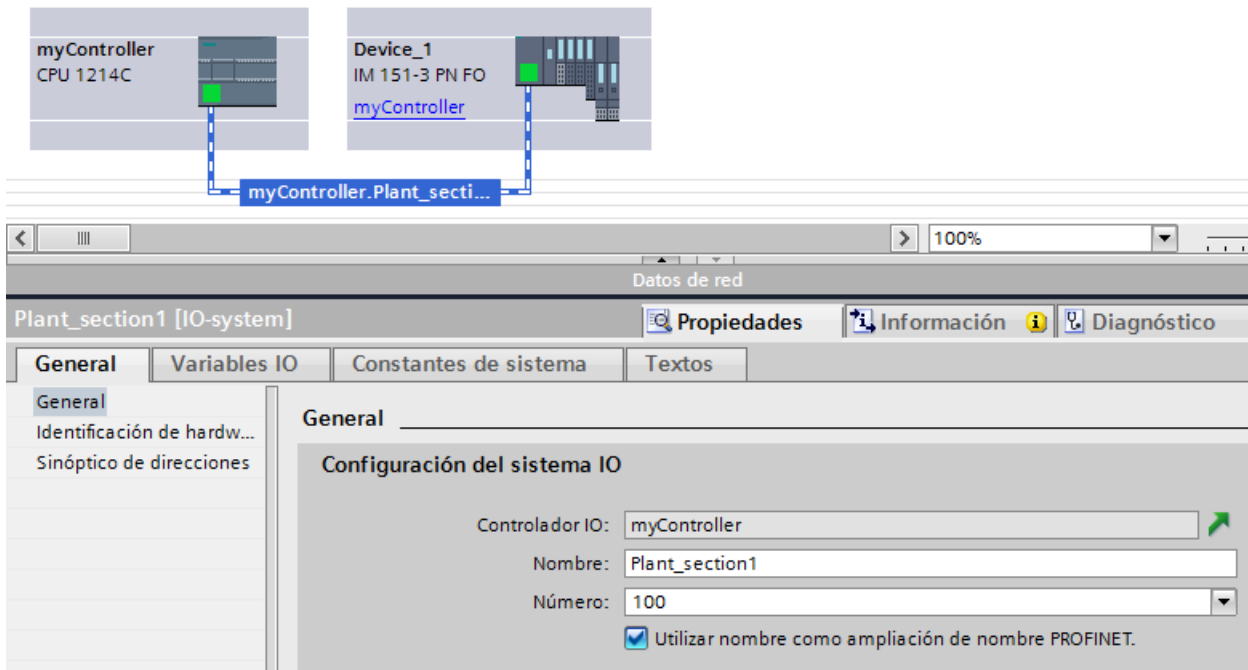 myController
CPU 1214C
Device_1
IM 151-3 PN FO
myController
myController.Plant_secti...
100%
Datos de red
Plant_section1 [IO-system]
Propiedades
Información
Diagnóstico
General
Variables IO
Constantes de sistema
Textos
General
Identificación de hardw...
Sinóptico de direcciones
General
Configuración del sistema IO
Controlador IO: myController
Nombre: Plant_section1
Número: 100
Utilizar nombre como ampliación de nombre PROFINET.